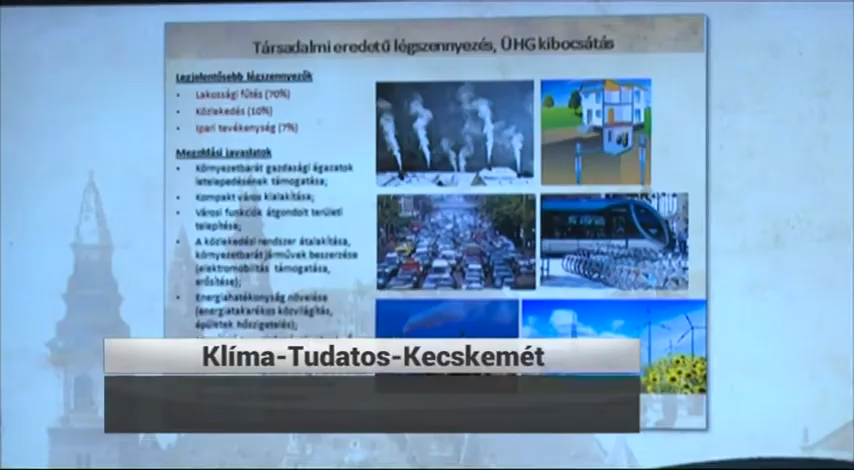 Társadalmi eredetű légszennyezés, ÜHG kibocsátás
Legjelentősebb légszennyezők
• Lakossági fűtés (70%)
• Közlekedés (10%)
• Ipari tevékenység (7%)
Megoldási javaslatok
• Környezetbarát gazdasági ágazatok
letelepedésének támogatása;
• Kompakt város kialakítása;
• Városi funkciók átgondolt területi
telepítése;
• A közlekedési rendszer átalakítása,
környezetbarát járművek beszerzése
(elektromobilitás támogatása,
erősítése);
• Energiahatékonyság növelése
(energiatakarékos közvilágítás,
épületek hőszigetelés);
Klíma-Tudatos-Kecskemét